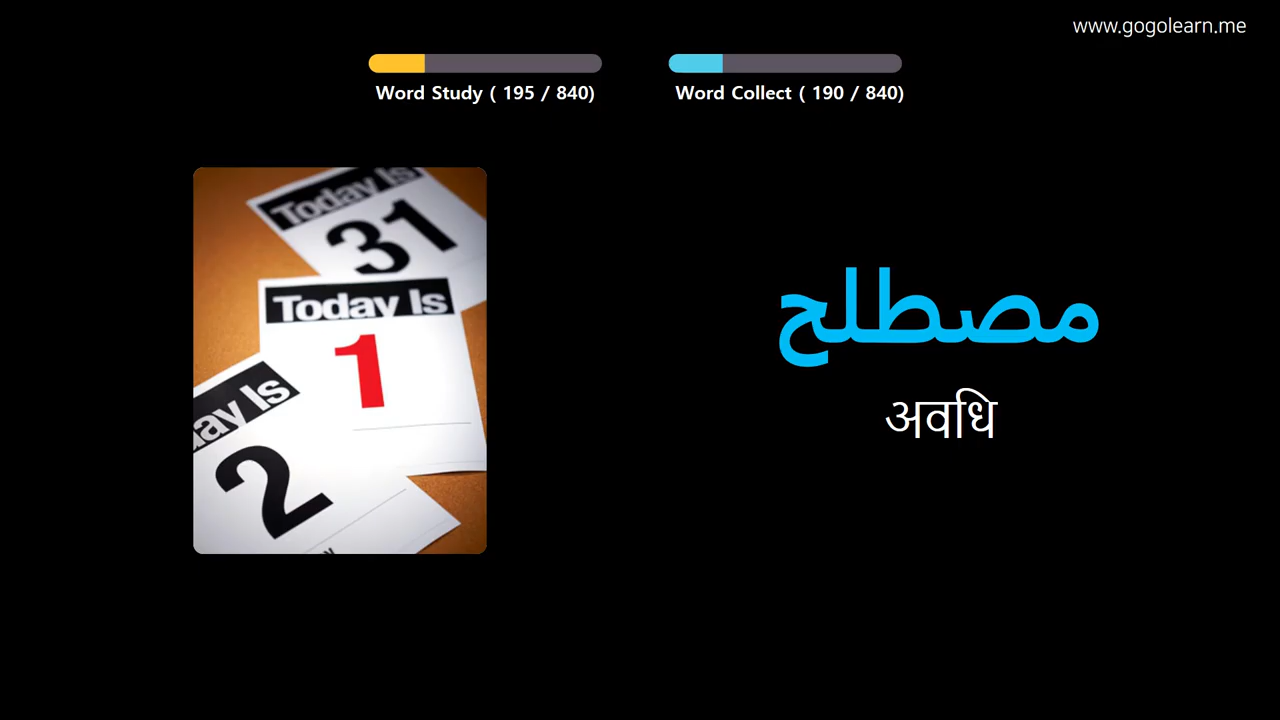 www.gogolearn.me
Word Study ( 195 / 840)
Word Collect ( 190 / 840)
Today Is
31
Today Is
1
ay Is
2
مصطلح
अवधि